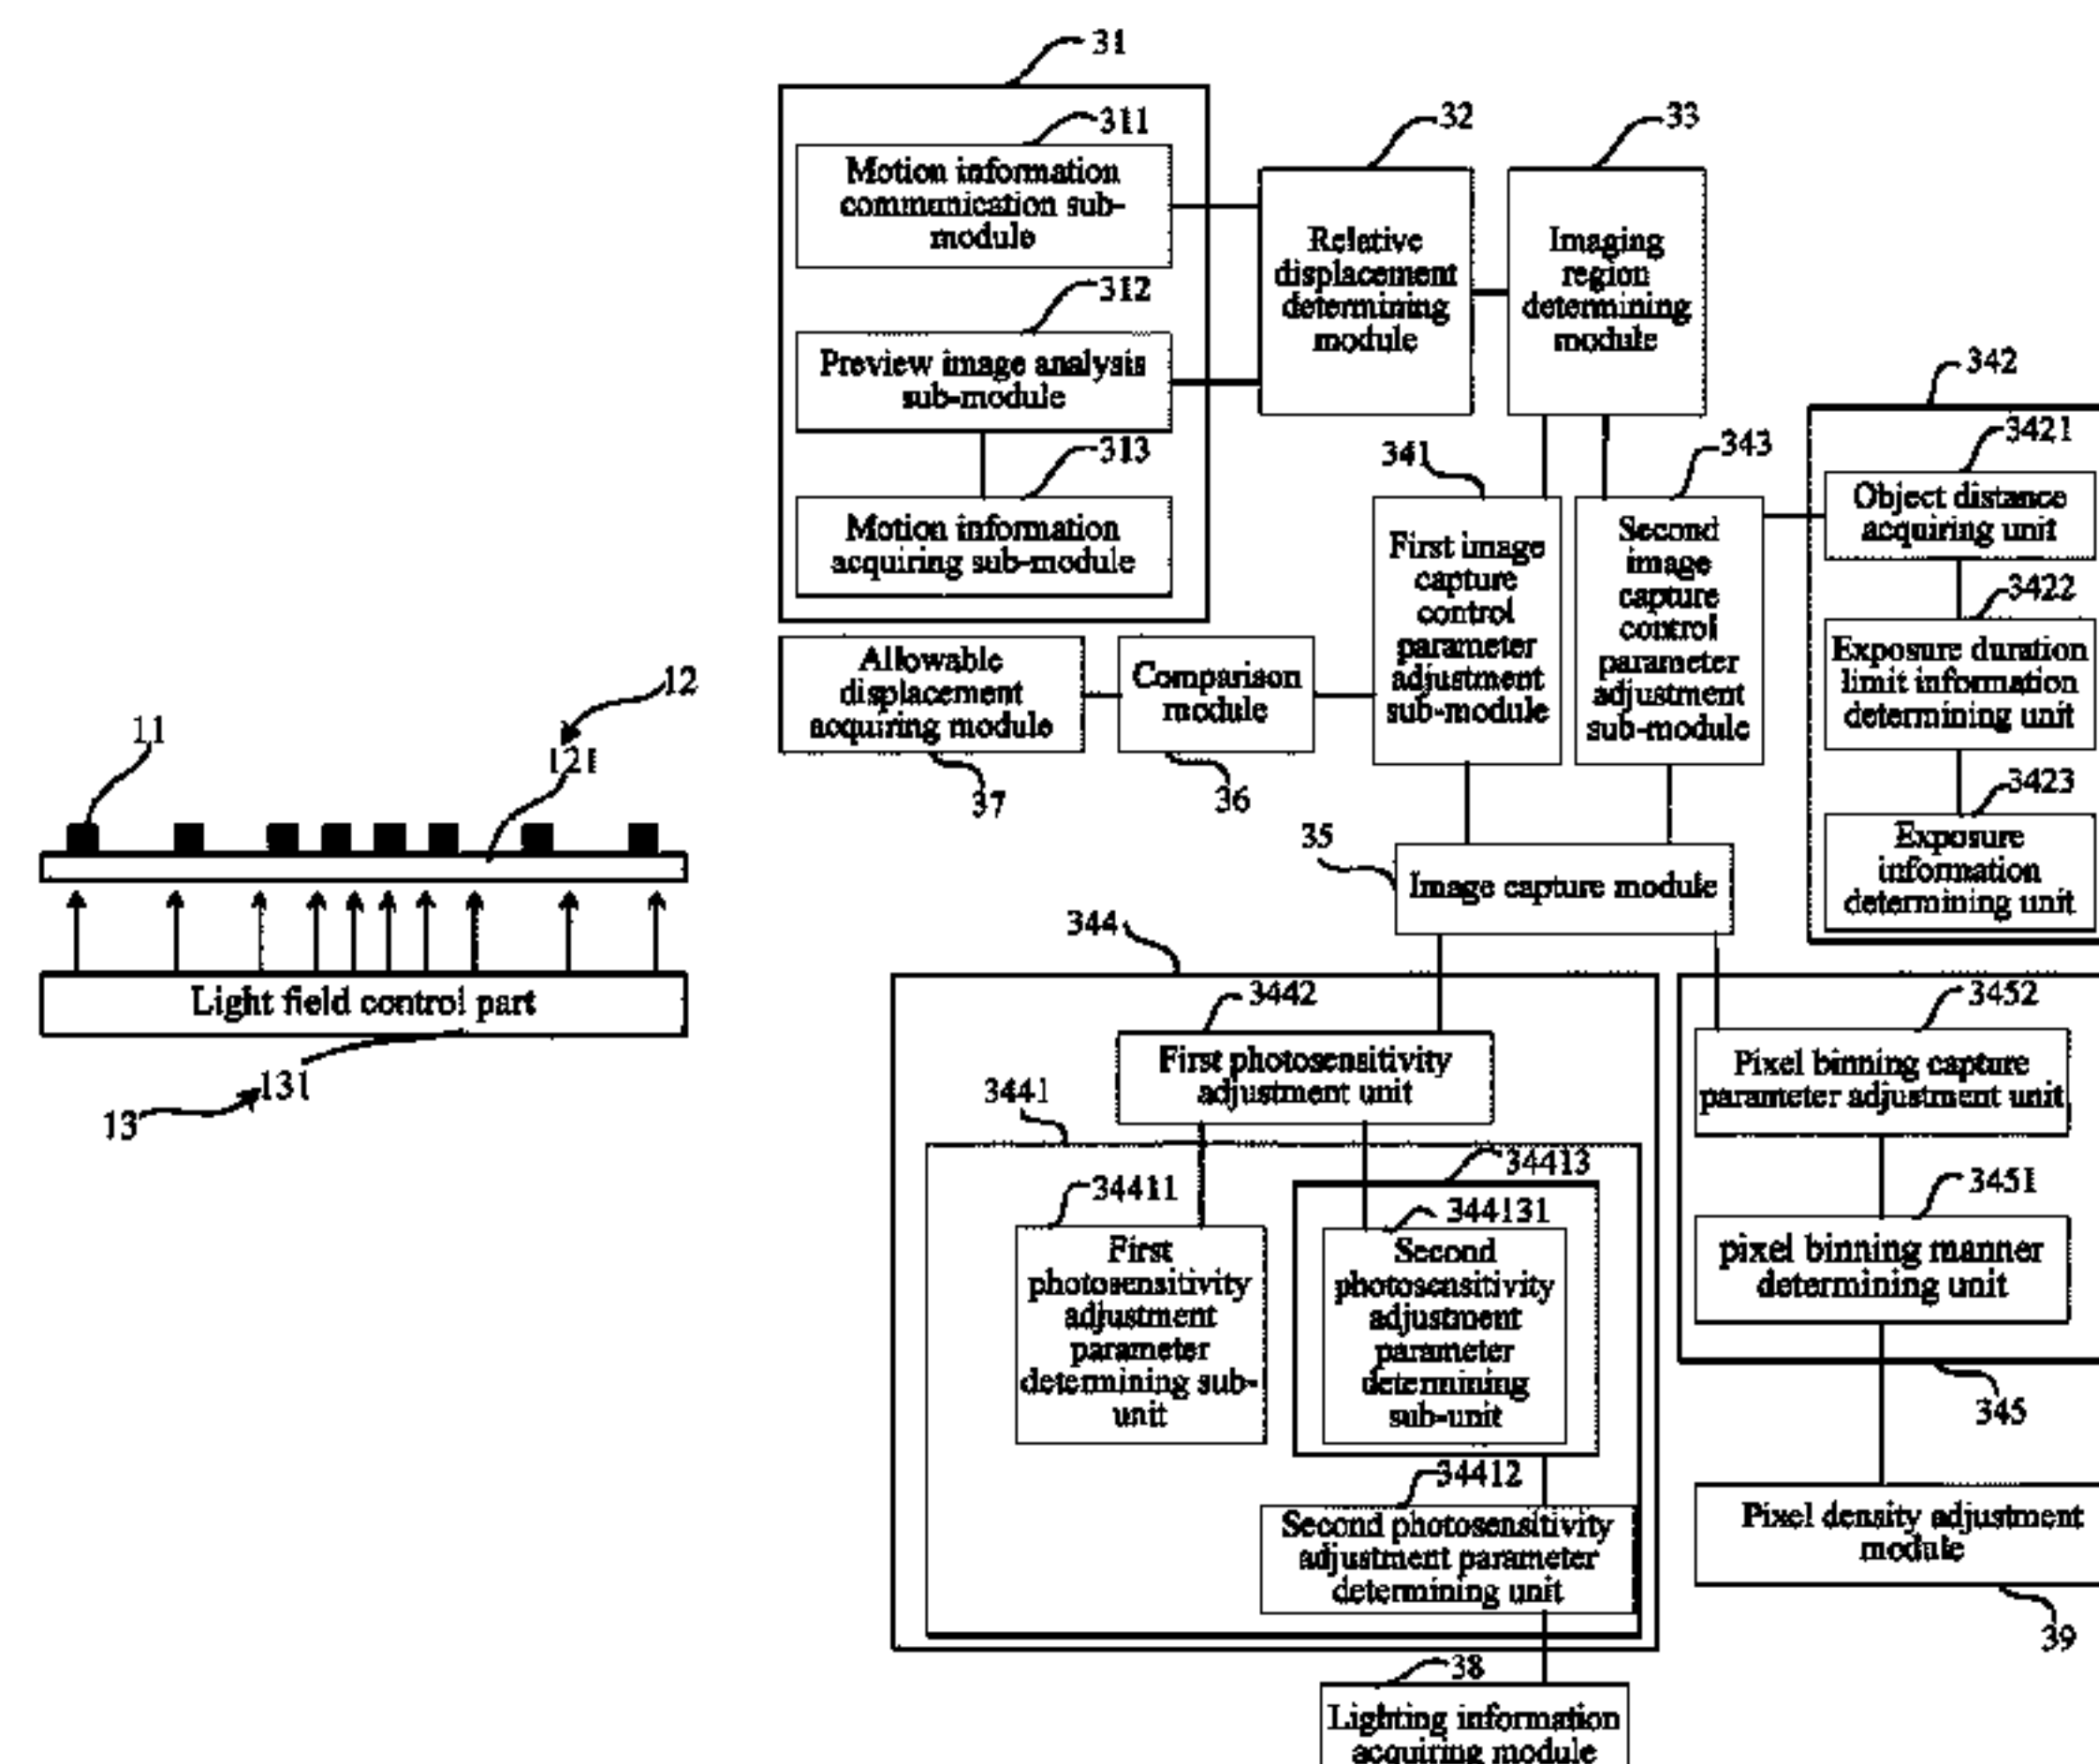 12
11
121
Light field control part
131
13
31
311
Motion information
communication sub-
module
312
Preview image analysis
sub-module
313
Motion information
acquiring sub-module
32
Relative
displacement
determining
module
33
Imaging
region
determining
module
341
First image
capture
control
parameter
adjustment
sub-module
343
Second
image
capture
control
parameter
adjustment
sub-module
342
3421
Object distance
acquiring unit
3422
Exposure duration
limit information
determining unit
3423
Exposure
information
determining unit
Allowable
displacement
acquiring module
37
Comparison
module
36
35
Image capture module
344
3442
First photosensitivity
adjustment unit
3441
34411
First
photosensitivity
adjustment
parameter
determining sub-
unit
34413
344131
Second
photosensitivity
adjustment
parameter
determining
sub-unit
34412
Second photosensitivity
adjustment parameter
determining unit
38
Lighting information
acquiring module
3452
Pixel binning capture
parameter adjustment unit
3451
pixel binning manner
determining unit
345
Pixel density adjustment
module
39